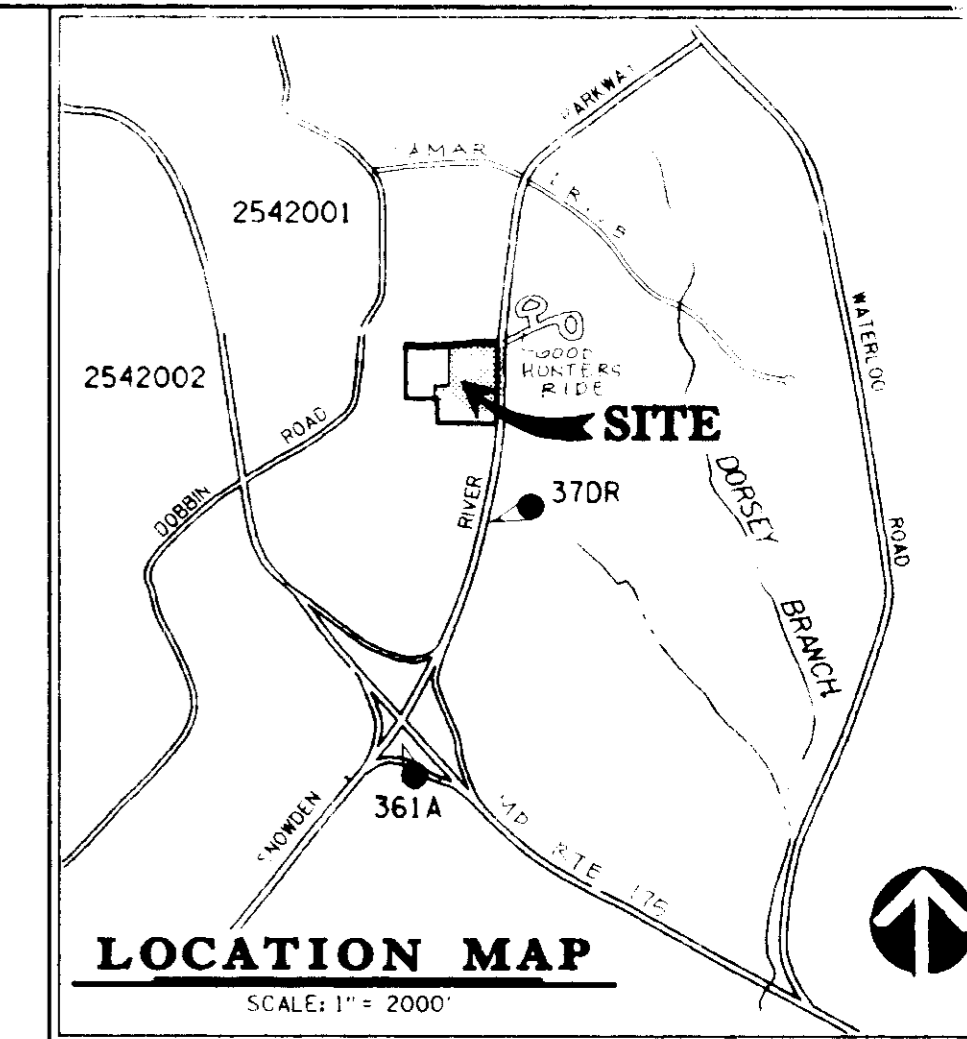 PARKWAY
LAMAR
DRIVE
2542001
WATERLOO
2542002
HUNTERS
RIDE
SITE
ROAD
DOBBIN
RIVER
37DR
DORSEY
ROAD
BRANCH
361A
SNOWDEN
MD
RTE 175
LOCATION MAP
SCALE: 1" = 2000'